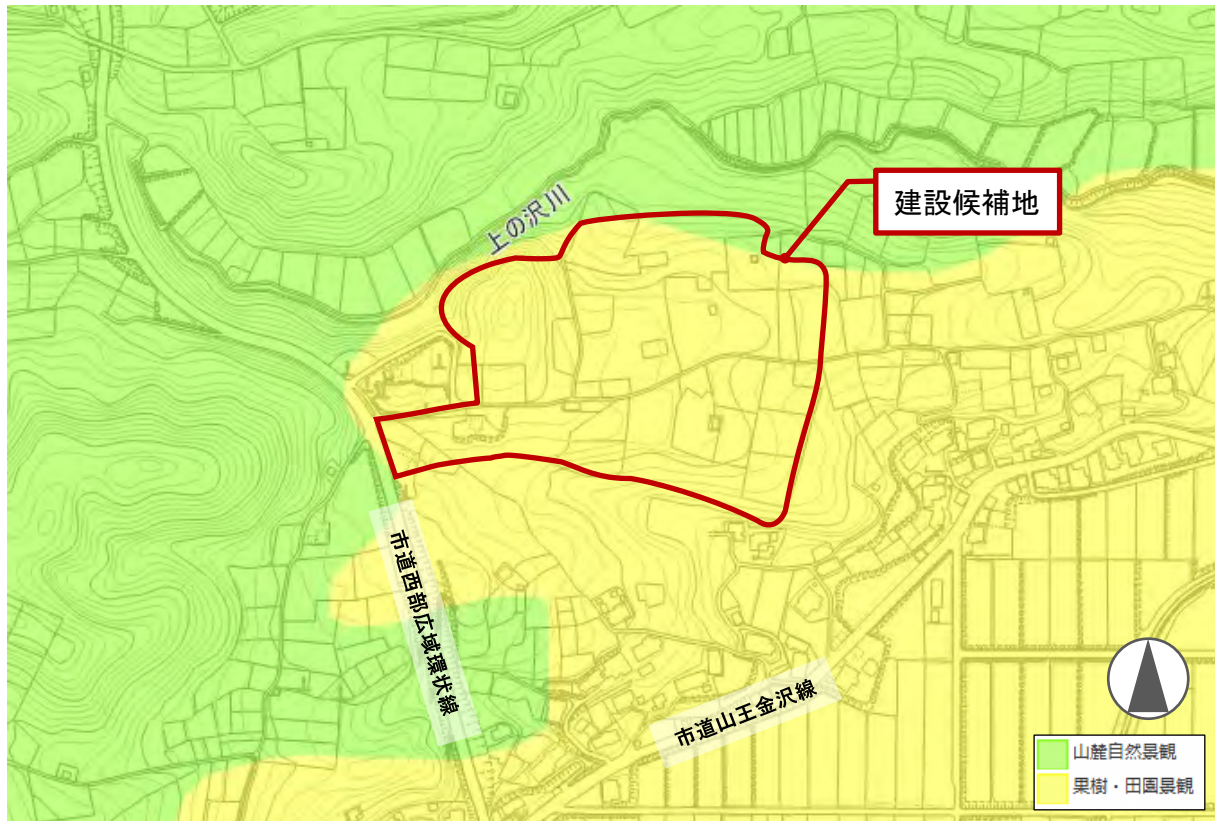 建設候補地
上の沢川
市道西部広域環状線
市道山王金沢線
山麓自然景観
果樹・田園景観